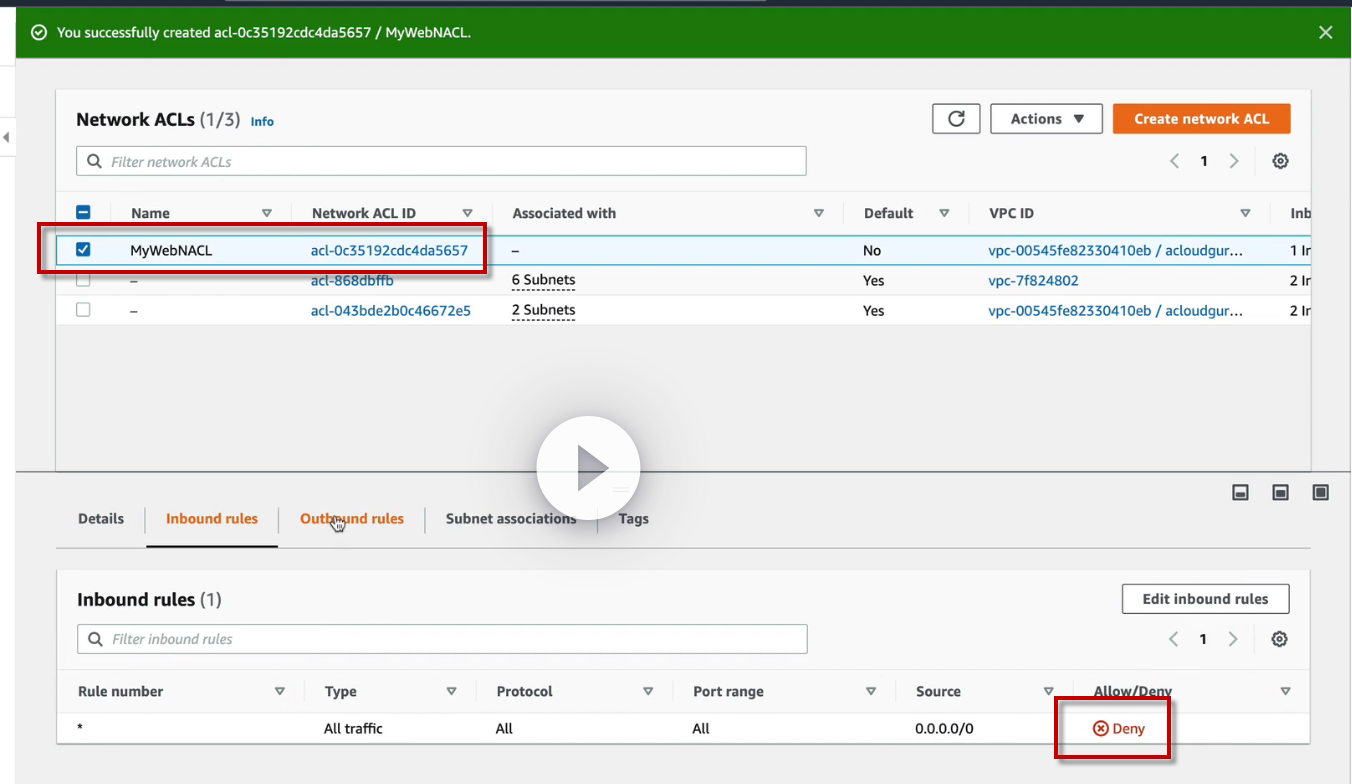 You successfully created acl-0c35192cdc4da5657 / MyWebNACL.
Network ACLs (1/3) Info
Actions
Create network ACL
Filter network ACLs
1
Name Network ACL ID Associated with Default VPC ID Inb
MyWebNACL acl-0c35192cdc4da5657 – No vpc-00545fe82330410eb / acloudgur… 1 In
– acl-868dbffb 6 Subnets Yes vpc-7f824802 2 In
– acl-043bde2b0c46672e5 2 Subnets Yes vpc-00545fe82330410eb / acloudgur… 2 In
Details Inbound rules Outbound rules Subnet associations Tags
Inbound rules (1)
Edit inbound rules
Filter inbound rules
1
Rule number Type Protocol Port range Source Allow/Deny
* All traffic All All 0.0.0.0/0 Deny